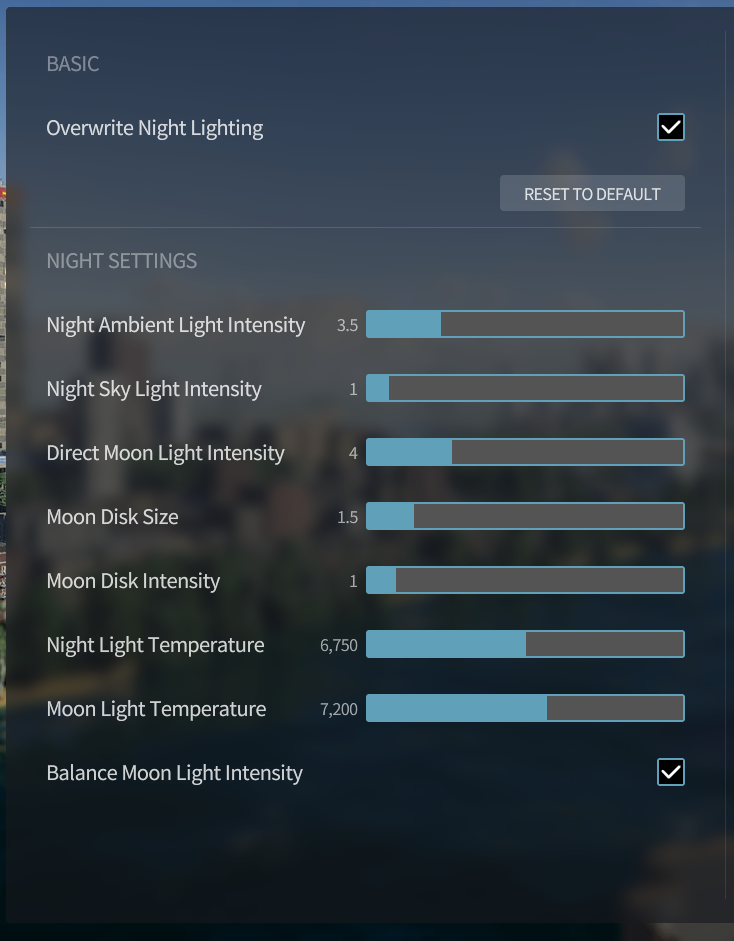 BASIC
Overwrite Night Lighting
RESET TO DEFAULT
NIGHT SETTINGS
Night Ambient Light Intensity 3.5
Night Sky Light Intensity 1
Direct Moon Light Intensity 4
Moon Disk Size 1.5
Moon Disk Intensity 1
Night Light Temperature 6,750
Moon Light Temperature 7,200
Balance Moon Light Intensity